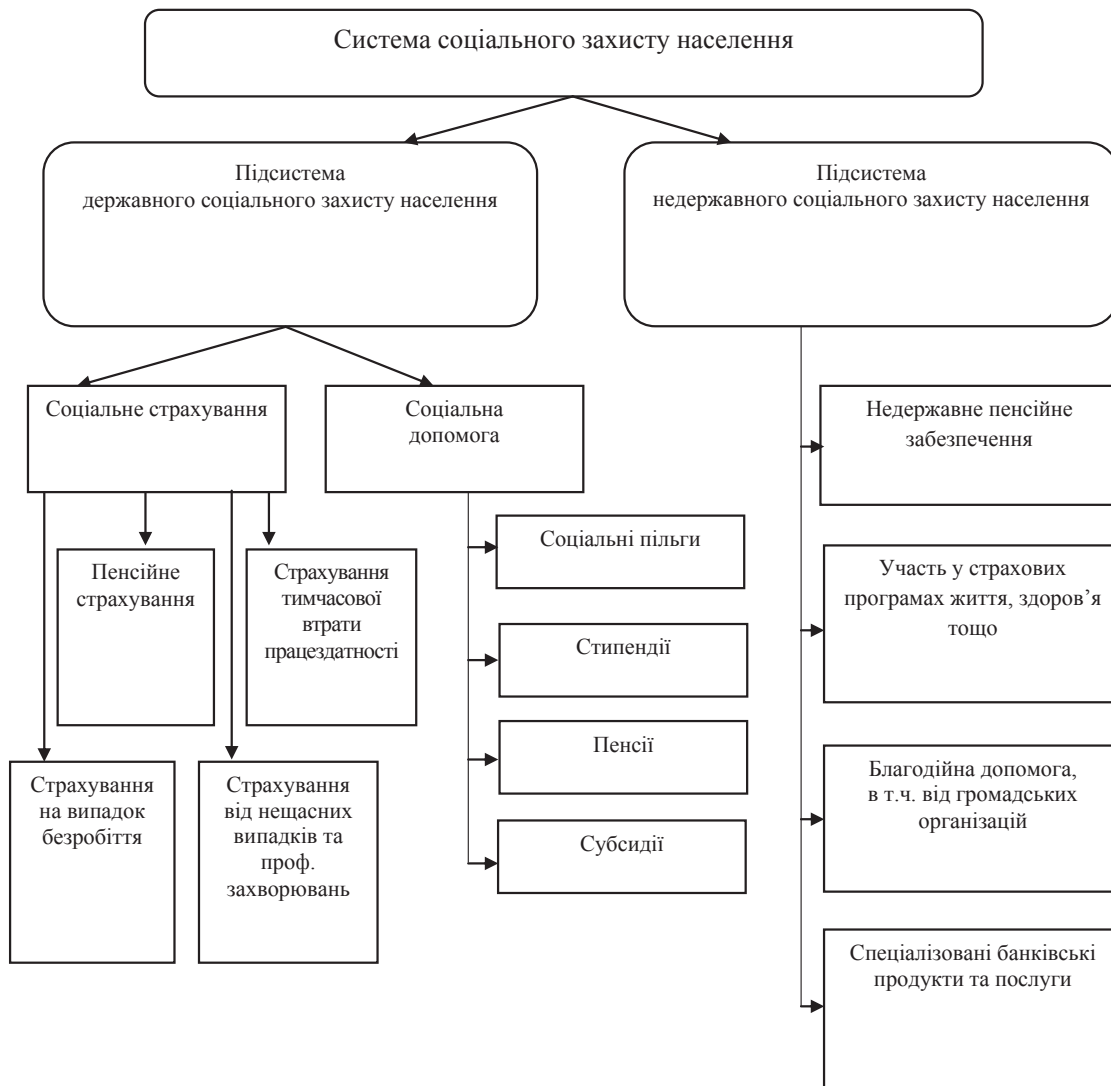 Система соціального захисту населення
Підсистема
державного соціального захисту населення
Підсистема
недержавного соціального захисту населення
Соціальне страхування
Соціальна
допомога
Недержавне пенсійне
забезпечення
Соціальні пільги
Пенсійне
страхування
Страхування
тимчасової
втрати
працездатності
Участь у страхових
програмах життя, здоров’я
тощо
Стипендії
Пенсії
Страхування
на випадок
безробіття
Страхування
від нещасних
випадків та
проф.
захворювань
Благодійна допомога,
в т.ч. від громадських
організацій
Субсидії
Спеціалізовані банківські
продукти та послуги